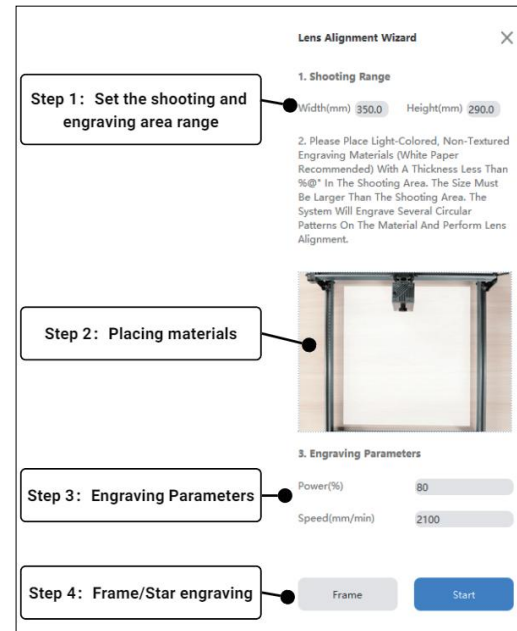 Lens Alignment Wizard
1. Shooting Range
Step 1: Set the shooting and
engraving area range
Width(mm) 350.0 Height(mm) 290.0
2. Please Place Light-Colored, Non-Textured
Engraving Materials (White Paper
Recommended) With A Thickness Less Than
%@" In The Shooting Area. The Size Must
Be Larger Than The Shooting Area. The
System Will Engrave Several Circular
Patterns On The Material And Perform Lens
Alignment.
Step 2: Placing materials
3. Engraving Parameters
Step 3: Engraving Parameters
Power(%) 80
Speed(mm/min) 2100
Step 4: Frame/Star engraving
Frame Start